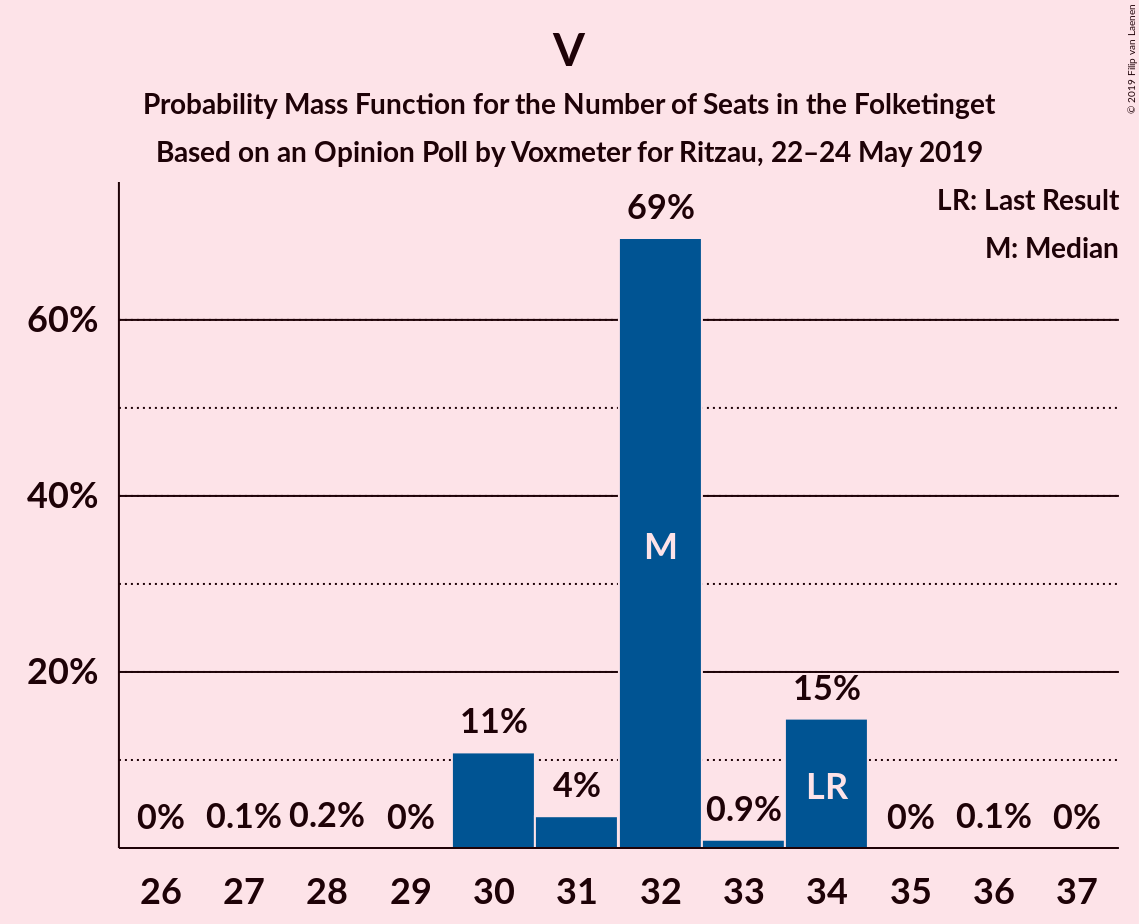 V
Probability Mass Function for the Number of Seats in the Folketinget
Based on an Opinion Poll by Voxmeter for Ritzau, 22–24 May 2019
© 2019 Filip van Laenen
LR: Last Result
M: Median
69%
60%
40%
M
20%
15%
11%
LR
4%
0%
0.1%
0.2%
0%
0.9%
0%
0.1%
0%
26 27 28 29 30 31 32 33 34 35 36 37